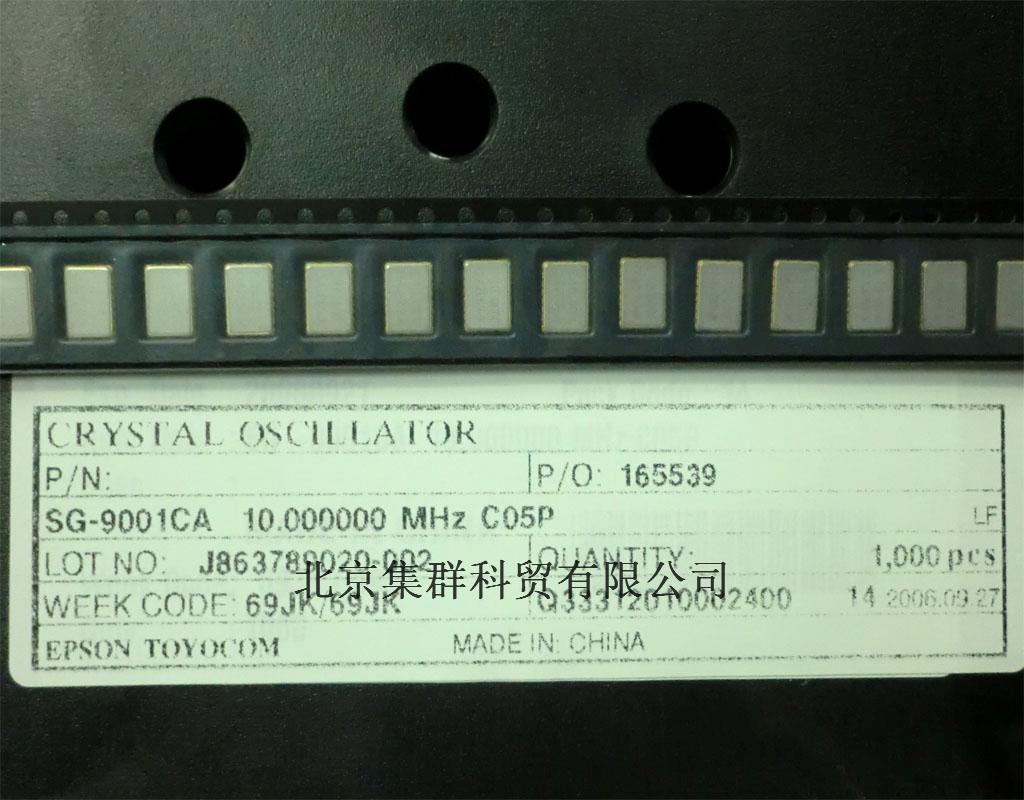 CRYSTAL OSCILLATOR
P/N: P/O: 165539
SG-9001CA 10.000000 MHz C05P LF
LOT NO: QUANTITY: 1,000 pcs
北京集群科贸有限公司
WEEK CODE: 69JK/69JK Q33312010002400 14 2006.09.27
EPSON TOYOCOM MADE IN: CHINA